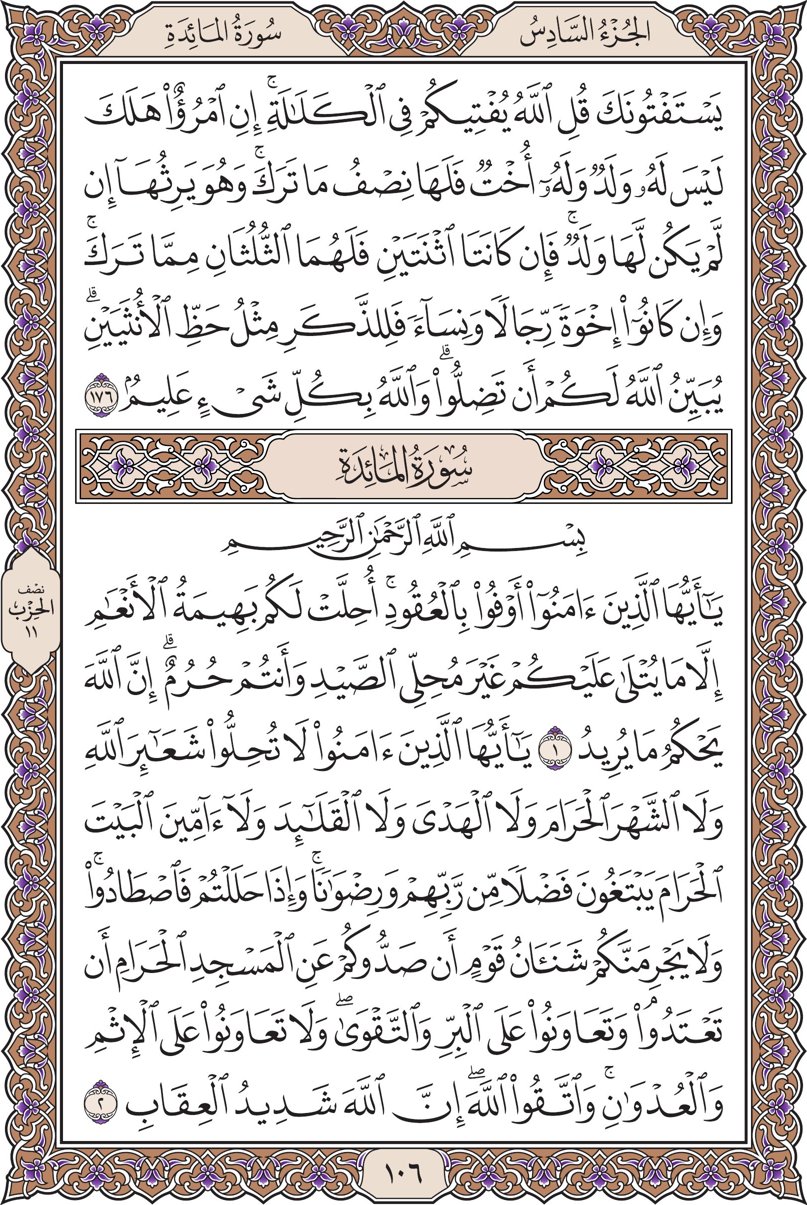 الجُزْءُ السَّادِسُ
سُورَةُ المَائِدَةِ
يَسْتَفْتُونَكَ قُلِ ٱللَّهُ يُفْتِيكُمْ فِي ٱلْكَلَٰلَةِۚ إِنِ ٱمْرُؤٌاْ هَلَكَ
لَيْسَ لَهُۥ وَلَدٌ وَلَهُۥٓ أُخْتٌ فَلَهَا نِصْفُ مَا تَرَكَۚ وَهُوَ يَرِثُهَآ إِن
لَّمْ يَكُن لَّهَا وَلَدٌۚ فَإِن كَانَتَا ٱثْنَتَيْنِ فَلَهُمَا ٱلثُّلُثَانِ مِمَّا تَرَكَۚ
وَإِن كَانُوٓاْ إِخْوَةً رِّجَالًا وَنِسَآءً فَلِلذَّكَرِ مِثْلُ حَظِّ ٱلْأُنثَيَيْنِۗ
يُبَيِّنُ ٱللَّهُ لَكُمْ أَن تَضِلُّواْۗ وَٱللَّهُ بِكُلِّ شَىْءٍ عَلِيمٌۢ ١٧٦
سُورَةُ المَائِدَةِ
بِسْمِ ٱللَّهِ ٱلرَّحْمَٰنِ ٱلرَّحِيمِ
يَٰٓأَيُّهَا ٱلَّذِينَ ءَامَنُوٓاْ أَوْفُواْ بِٱلْعُقُودِۚ أُحِلَّتْ لَكُم بَهِيمَةُ ٱلْأَنْعَٰمِ
إِلَّا مَا يُتْلَىٰ عَلَيْكُمْ غَيْرَ مُحِلِّى ٱلصَّيْدِ وَأَنتُمْ حُرُمٌۗ إِنَّ ٱللَّهَ
يَحْكُمُ مَا يُرِيدُ ١ يَٰٓأَيُّهَا ٱلَّذِينَ ءَامَنُواْ لَا تُحِلُّواْ شَعَٰٓئِرَ ٱللَّهِ
وَلَا ٱلشَّهْرَ ٱلْحَرَامَ وَلَا ٱلْهَدْىَ وَلَا ٱلْقَلَٰٓئِدَ وَلَآ ءَآمِّينَ ٱلْبَيْتَ
ٱلْحَرَامَ يَبْتَغُونَ فَضْلًا مِّن رَّبِّهِمْ وَرِضْوَٰنًاۚ وَإِذَا حَلَلْتُمْ فَٱصْطَادُواْۚ
وَلَا يَجْرِمَنَّكُمْ شَنَـَٔانُ قَوْمٍ أَن صَدُّوكُمْ عَنِ ٱلْمَسْجِدِ ٱلْحَرَامِ أَن
تَعْتَدُواْۘ وَتَعَاوَنُواْ عَلَى ٱلْبِرِّ وَٱلتَّقْوَىٰۖ وَلَا تَعَاوَنُواْ عَلَى ٱلْإِثْمِ
وَٱلْعُدْوَٰنِۚ وَٱتَّقُواْ ٱللَّهَۖ إِنَّ ٱللَّهَ شَدِيدُ ٱلْعِقَابِ ٢
نصف
الحزب
١١
١٠٦